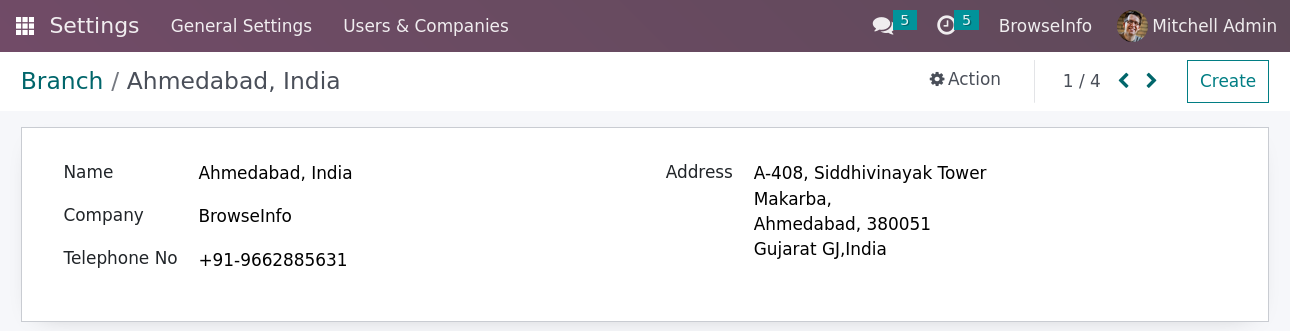 Settings General Settings Users & Companies 5 5 BrowseInfo Mitchell Admin
Branch / Ahmedabad, India Action 1 / 4 Create
Name Ahmedabad, India
Company BrowseInfo
Telephone No +91-9662885631
Address A-408, Siddhivinayak Tower
Makarba,
Ahmedabad, 380051
Gujarat GJ,India